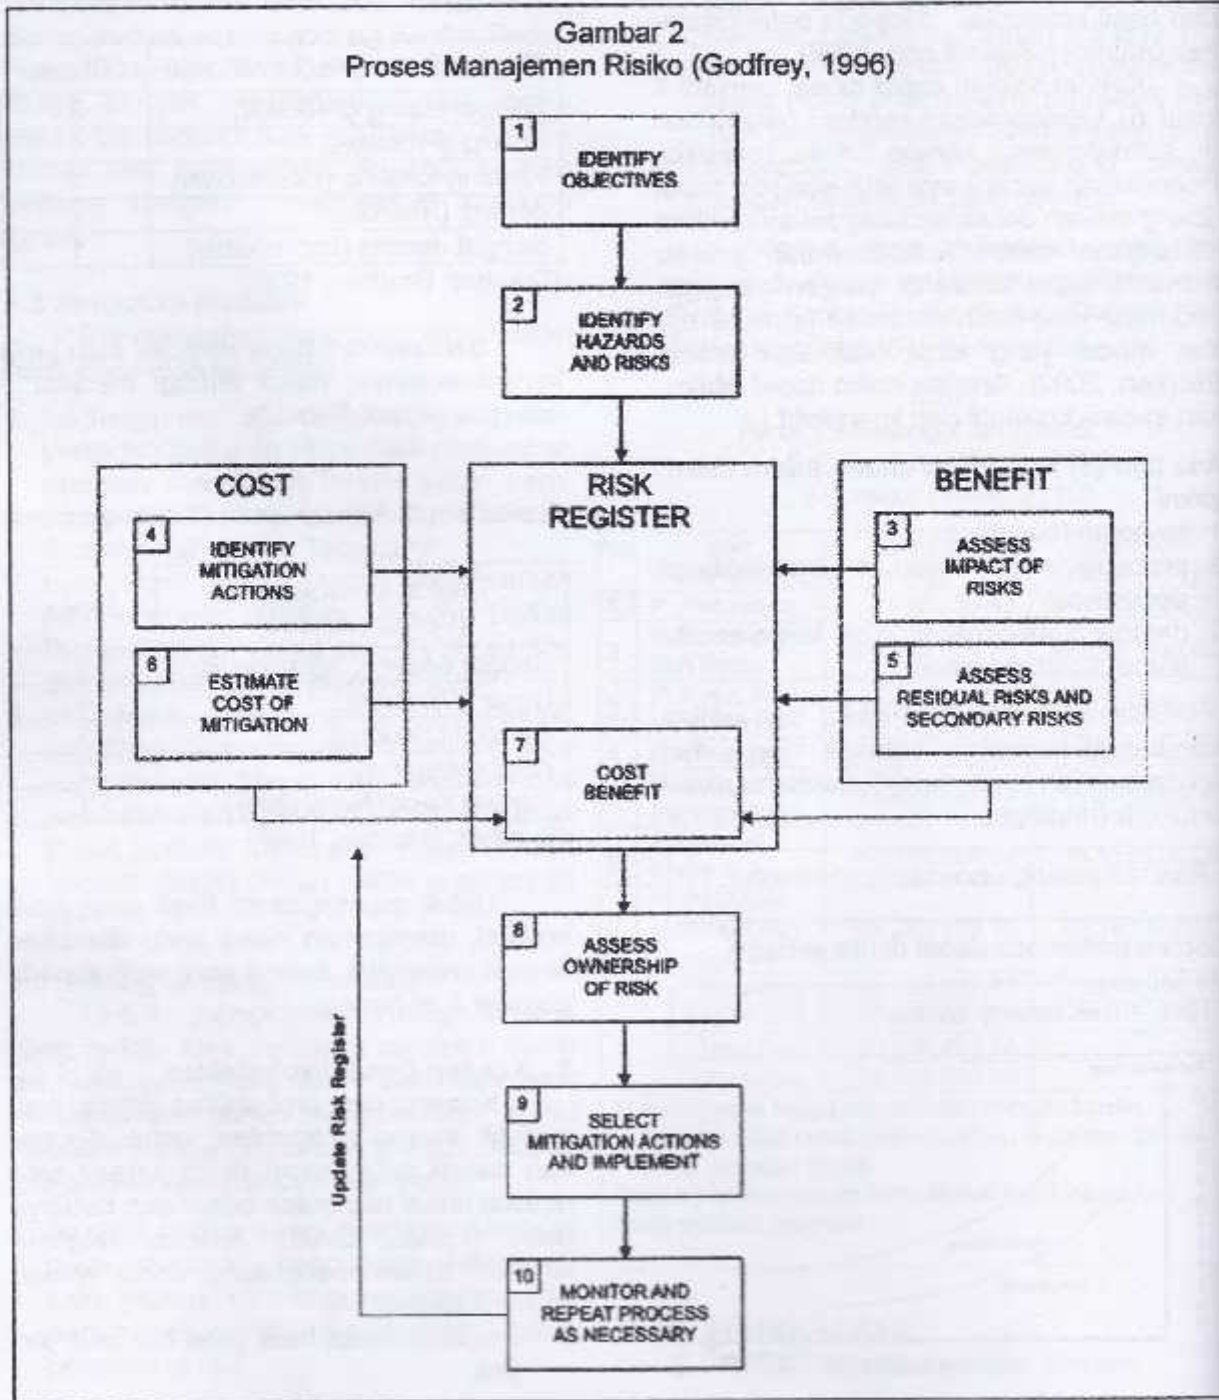 Gambar 2
Proses Manajemen Risiko (Godfrey, 1996)
1
IDENTIFY
OBJECTIVES
2
IDENTIFY
HAZARDS
AND RISKS
COST
4
IDENTIFY
MITIGATION
ACTIONS
6
ESTIMATE
COST OF
MITIGATION
RISK
REGISTER
7
COST
BENEFIT
BENEFIT
3
ASSESS
IMPACT OF
RISKS
5
ASSESS
RESIDUAL RISKS AND
SECONDARY RISKS
8
ASSESS
OWNERSHIP
OF RISK
9
SELECT
MITIGATION ACTIONS
AND IMPLEMENT
10
MONITOR AND
REPEAT PROCESS
AS NECESSARY
Update Risk Register